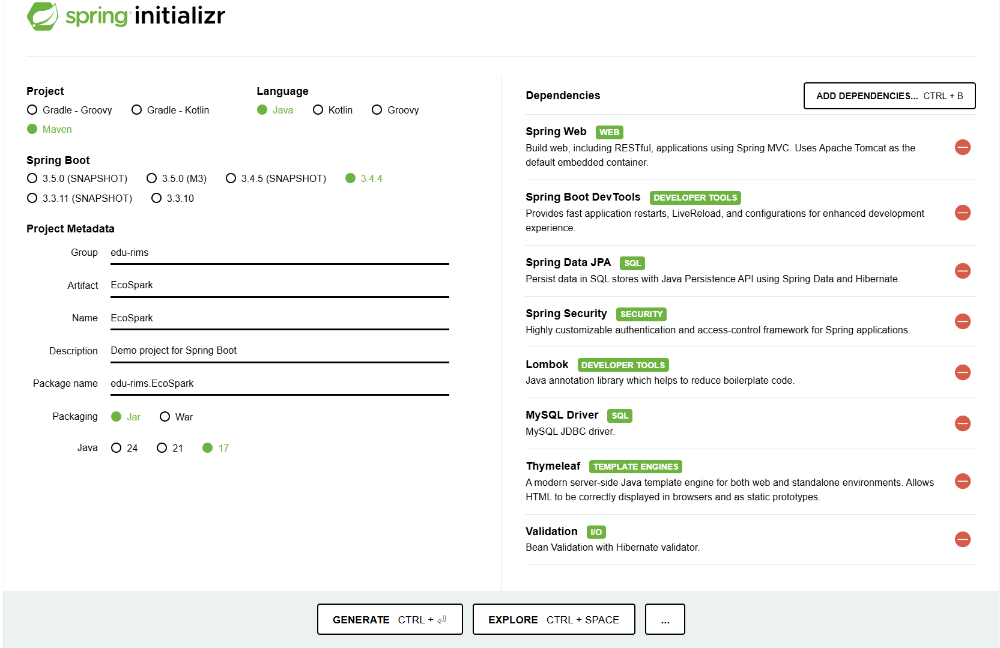 spring initializr
Project
Gradle - Groovy Gradle - Kotlin
Maven
Language
Java Kotlin Groovy
Spring Boot
3.5.0 (SNAPSHOT) 3.5.0 (M3) 3.4.5 (SNAPSHOT) 3.4.4
3.3.11 (SNAPSHOT) 3.3.10
Project Metadata
Group edu-rims
Artifact EcoSpark
Name EcoSpark
Description Demo project for Spring Boot
Package name edu-rims.EcoSpark
Packaging Jar War
Java 24 21 17
Dependencies ADD DEPENDENCIES... CTRL + B
Spring Web WEB
Build web, including RESTful, applications using Spring MVC. Uses Apache Tomcat as the
default embedded container.
Spring Boot DevTools DEVELOPER TOOLS
Provides fast application restarts, LiveReload, and configurations for enhanced development
experience.
Spring Data JPA SQL
Persist data in SQL stores with Java Persistence API using Spring Data and Hibernate.
Spring Security SECURITY
Highly customizable authentication and access-control framework for Spring applications.
Lombok DEVELOPER TOOLS
Java annotation library which helps to reduce boilerplate code.
MySQL Driver SQL
MySQL JDBC driver.
Thymeleaf TEMPLATE ENGINES
A modern server-side Java template engine for both web and standalone environments. Allows
HTML to be correctly displayed in browsers and as static prototypes.
Validation I/O
Bean Validation with Hibernate validator.
GENERATE CTRL + ⏎ EXPLORE CTRL + SPACE ...